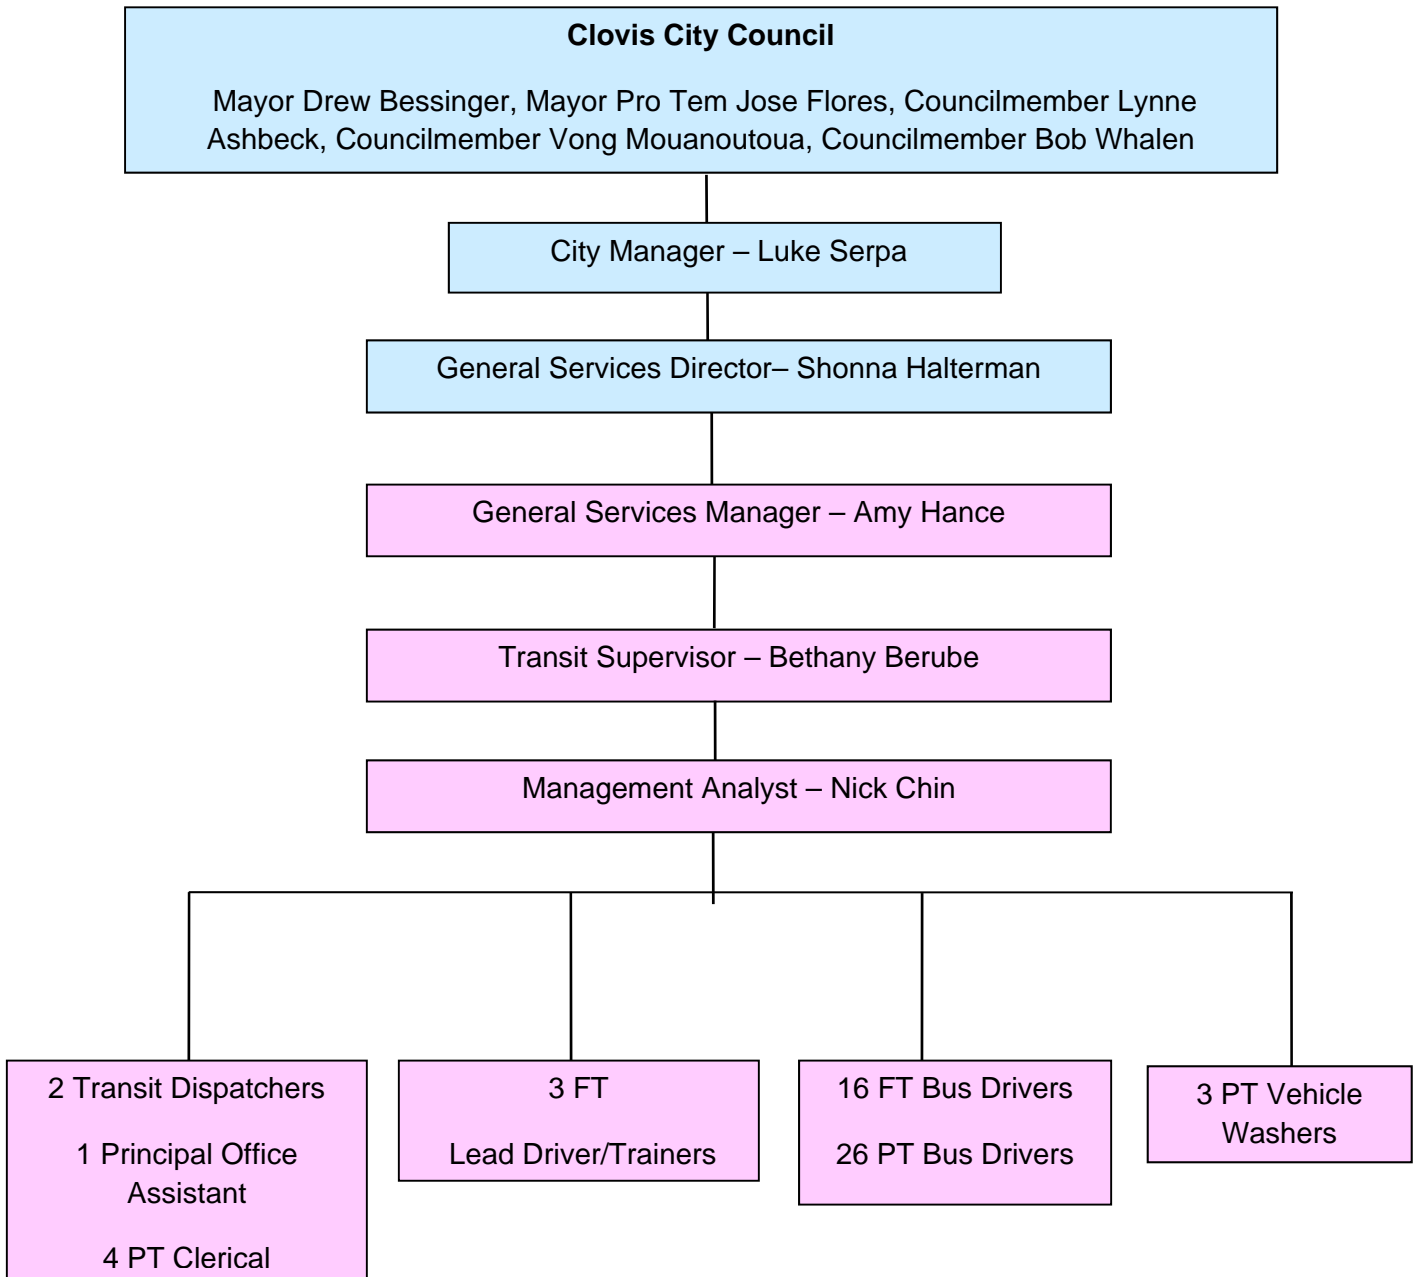 Clovis City Council
Mayor Drew Bessinger, Mayor Pro Tem Jose Flores, Councilmember Lynne
Ashbeck, Councilmember Vong Mouanoutoua, Councilmember Bob Whalen
City Manager – Luke Serpa
General Services Director– Shonna Halterman
General Services Manager – Amy Hance
Transit Supervisor – Bethany Berube
Management Analyst – Nick Chin
2 Transit Dispatchers
1 Principal Office
Assistant
4 PT Clerical
3 FT
Lead Driver/Trainers
16 FT Bus Drivers
26 PT Bus Drivers
3 PT Vehicle
Washers